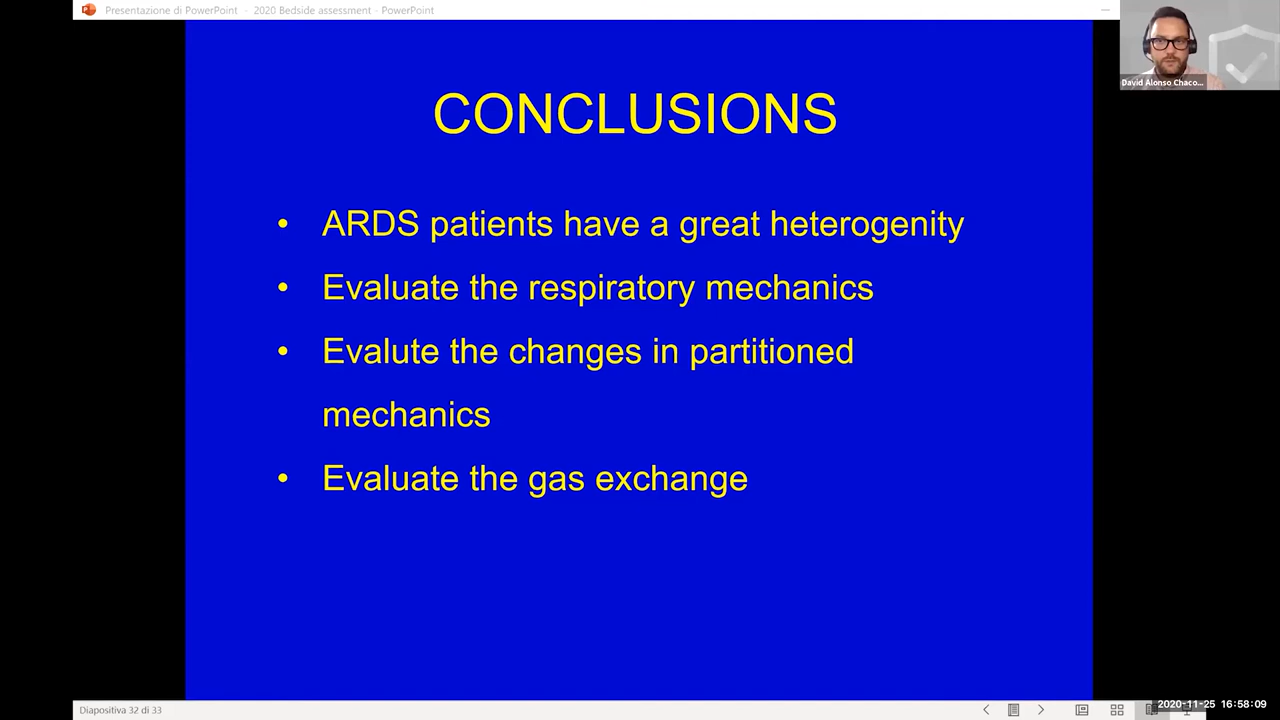 Presentazione di PowerPoint - 2020 Bedside assessment - PowerPoint
David Alonso Chaco...
CONCLUSIONS
• ARDS patients have a great heterogenity
• Evaluate the respiratory mechanics
• Evalute the changes in partitioned
mechanics
• Evaluate the gas exchange
Diapositiva 32 di 33
2020-11-25 16:58:09